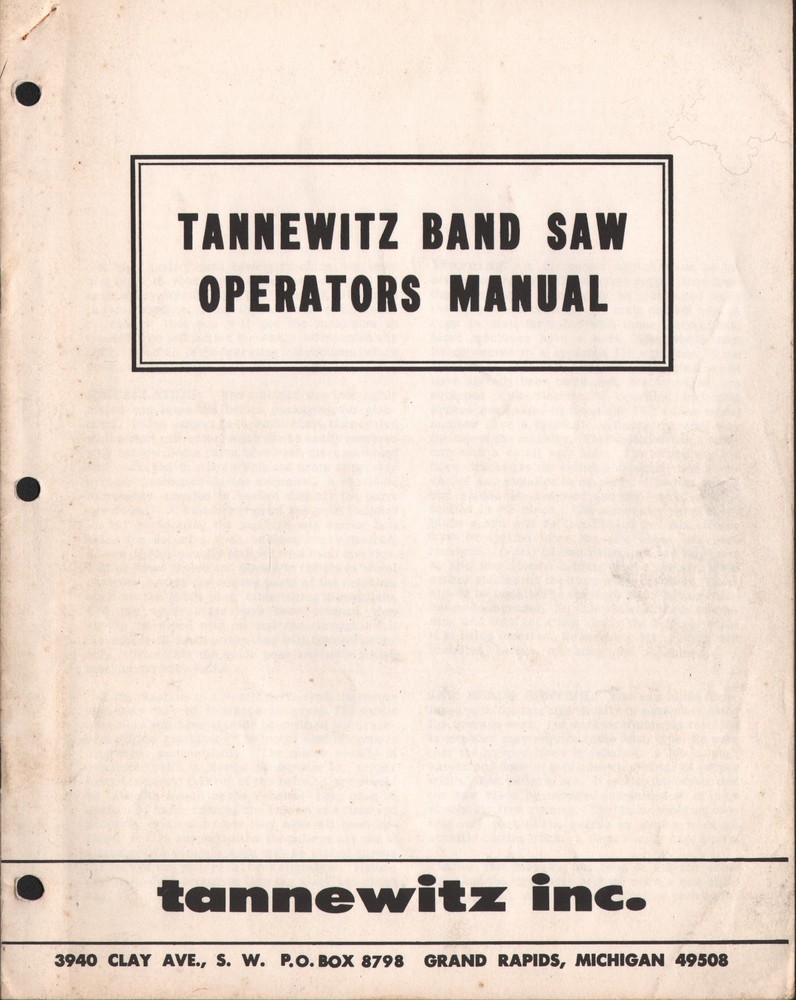 TANNEWITZ BAND SAW
OPERATORS MANUAL
tannewitz inc.
3940 CLAY AVE., S. W. P.O. BOX 8798 GRAND RAPIDS, MICHIGAN 49508